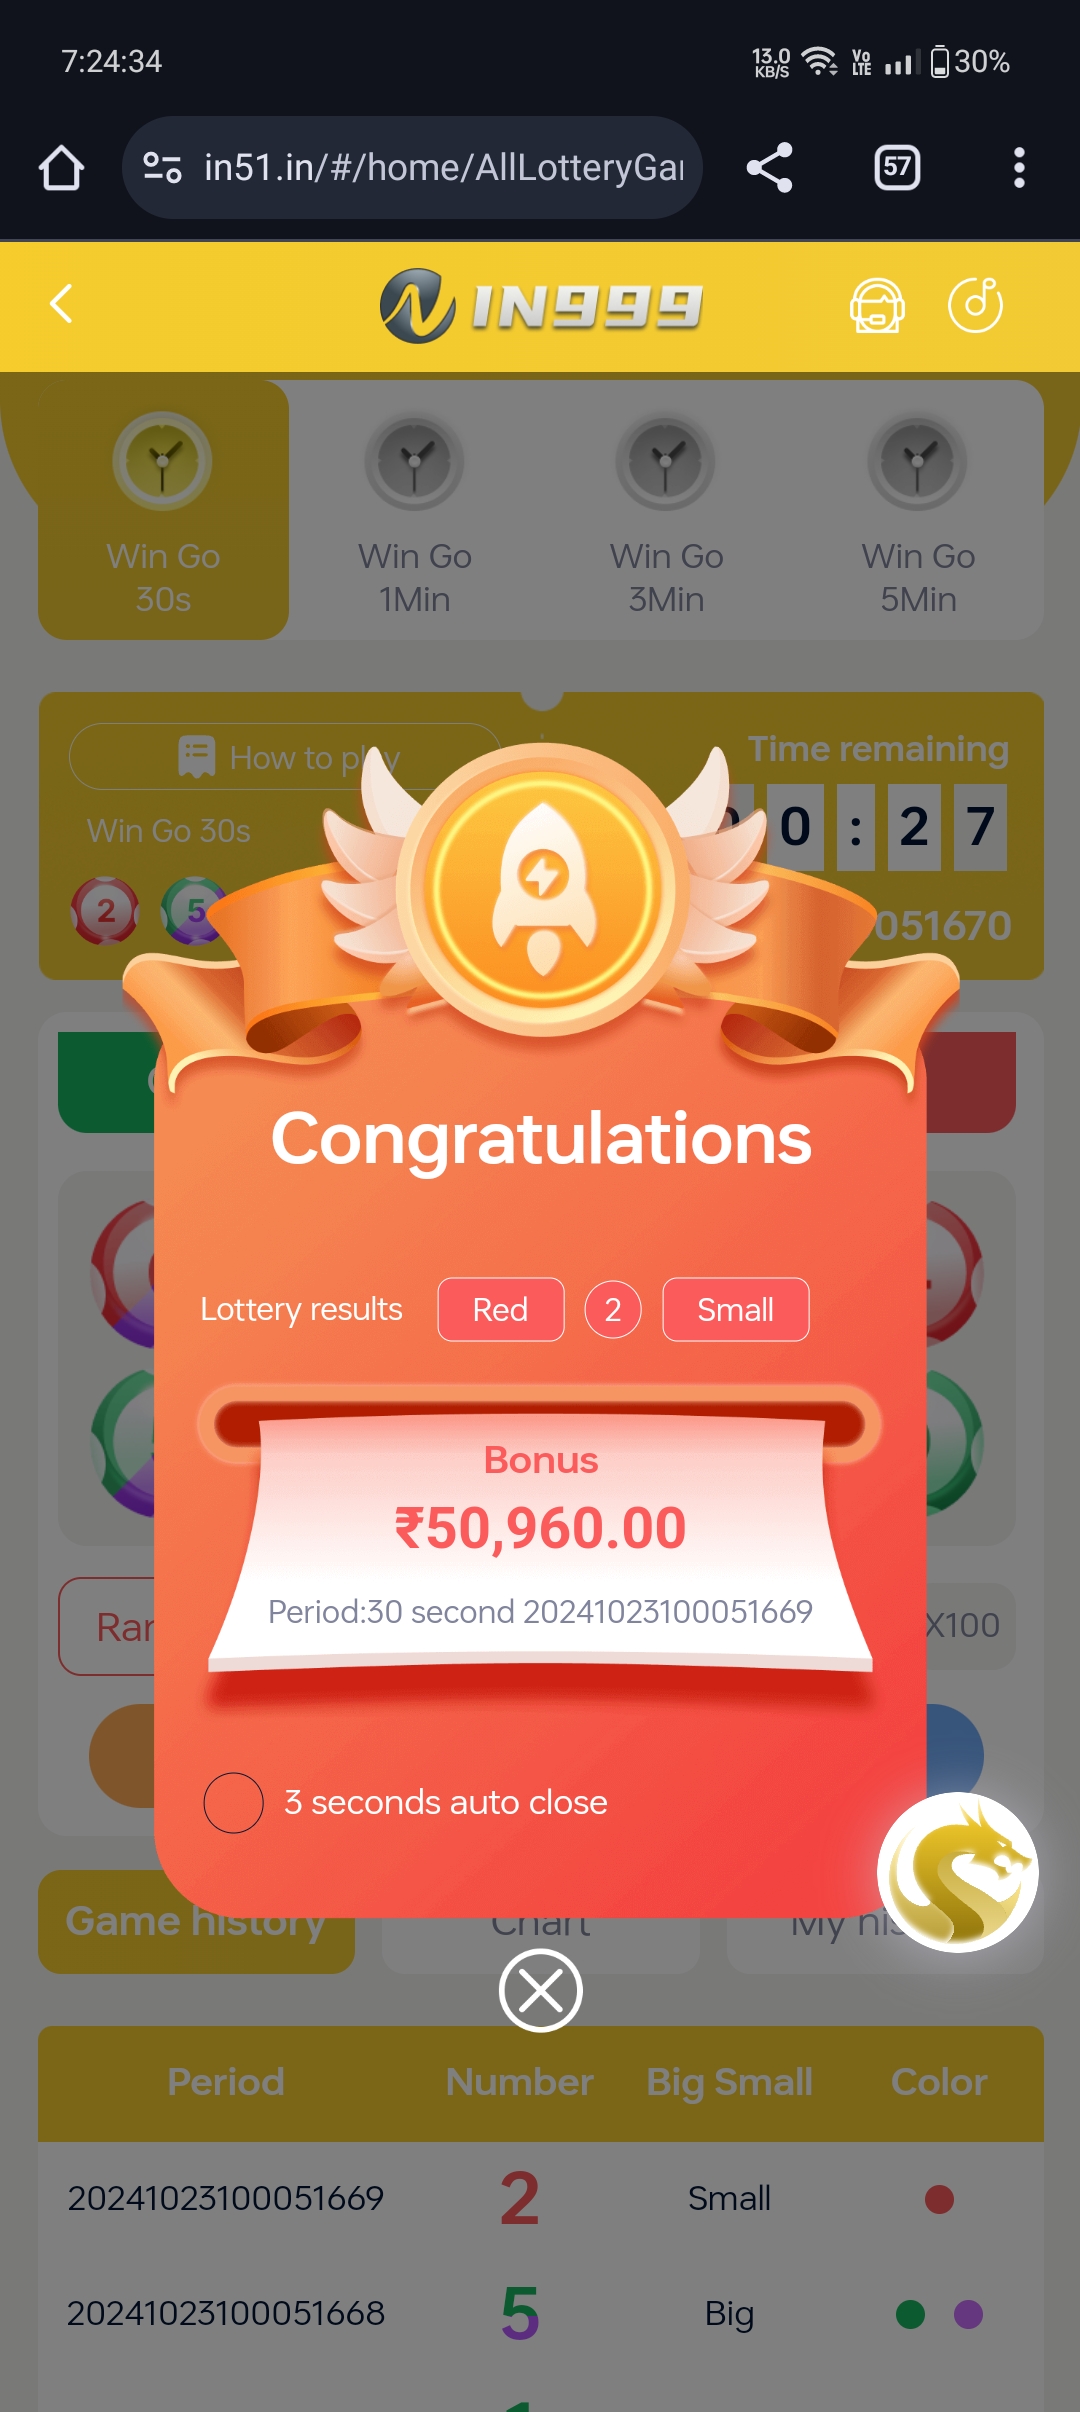 7:24:34
13.0 KB/S
Vo LTE
30%
in51.in/#/home/AllLotteryGa
57
IN999
Win Go 30s
Win Go 1Min
Win Go 3Min
Win Go 5Min
How to play
Time remaining
Win Go 30s
0 0 : 2 7
2 5
051670
Congratulations
Lottery results Red 2 Small
Bonus
₹50,960.00
Period:30 second 20241023100051669
X100
3 seconds auto close
Game history
Chart
My his
Period Number Big Small Color
20241023100051669 2 Small
20241023100051668 5 Big